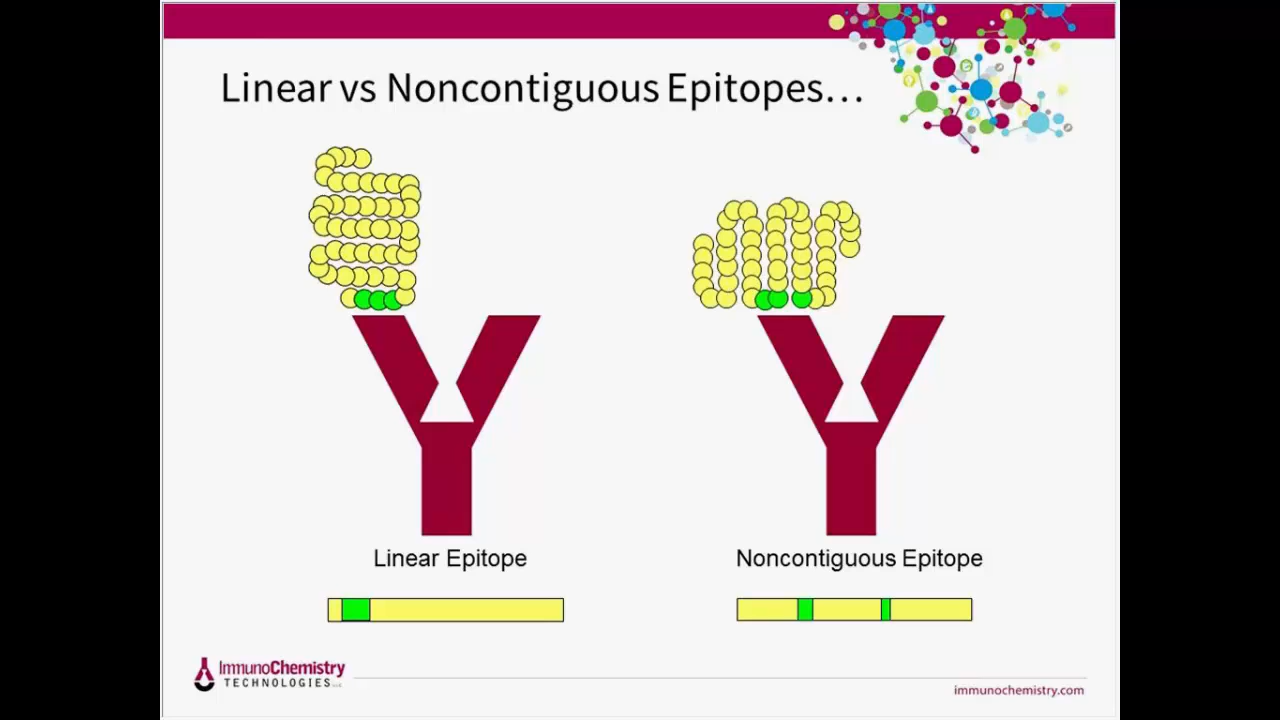 Linear vs Noncontiguous Epitopes...
Linear Epitope
Noncontiguous Epitope
ImmunoChemistry
TECHNOLOGIES
immunochemistry.com